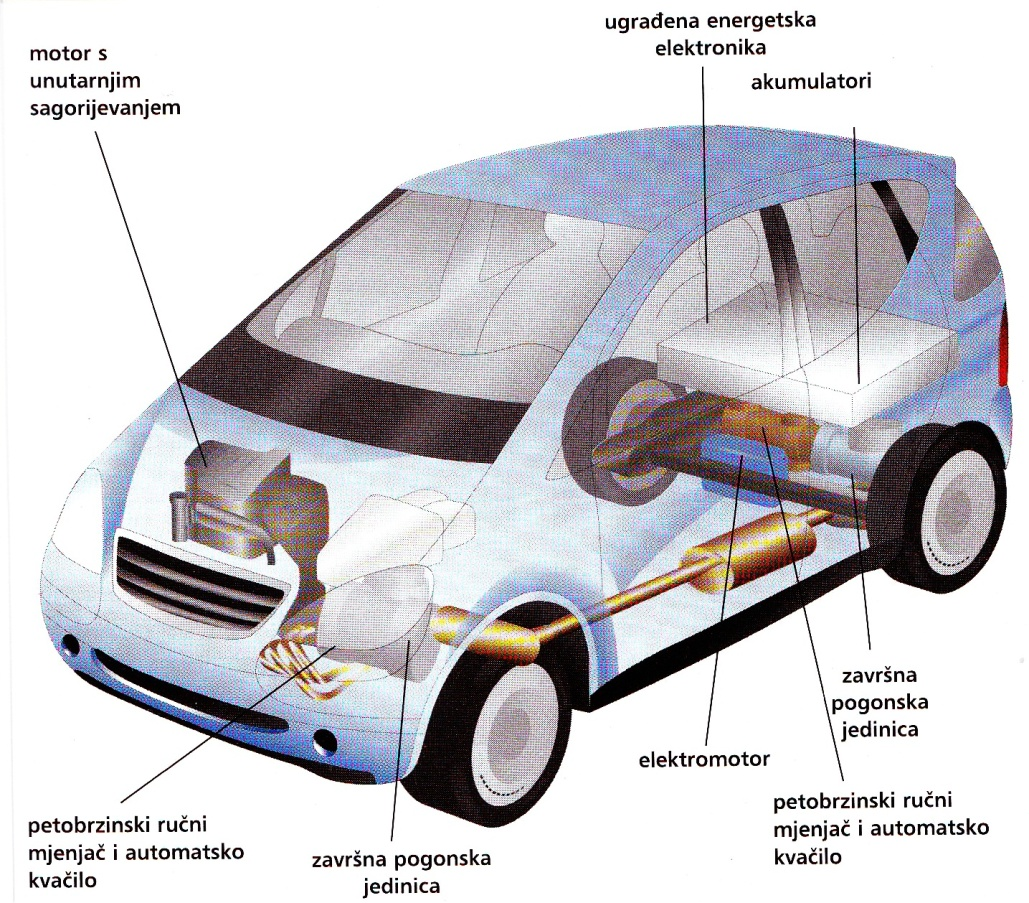 ugrađena energetska
elektronika
motor s
unutarnjim
sagorijevanjem
akumulatori
završna
pogonska
jedinica
elektromotor
petobrzinski ručni
mjenjač i automatsko
kvačilo
petobrzinski ručni
mjenjač i automatsko
kvačilo
završna pogonska
jedinica